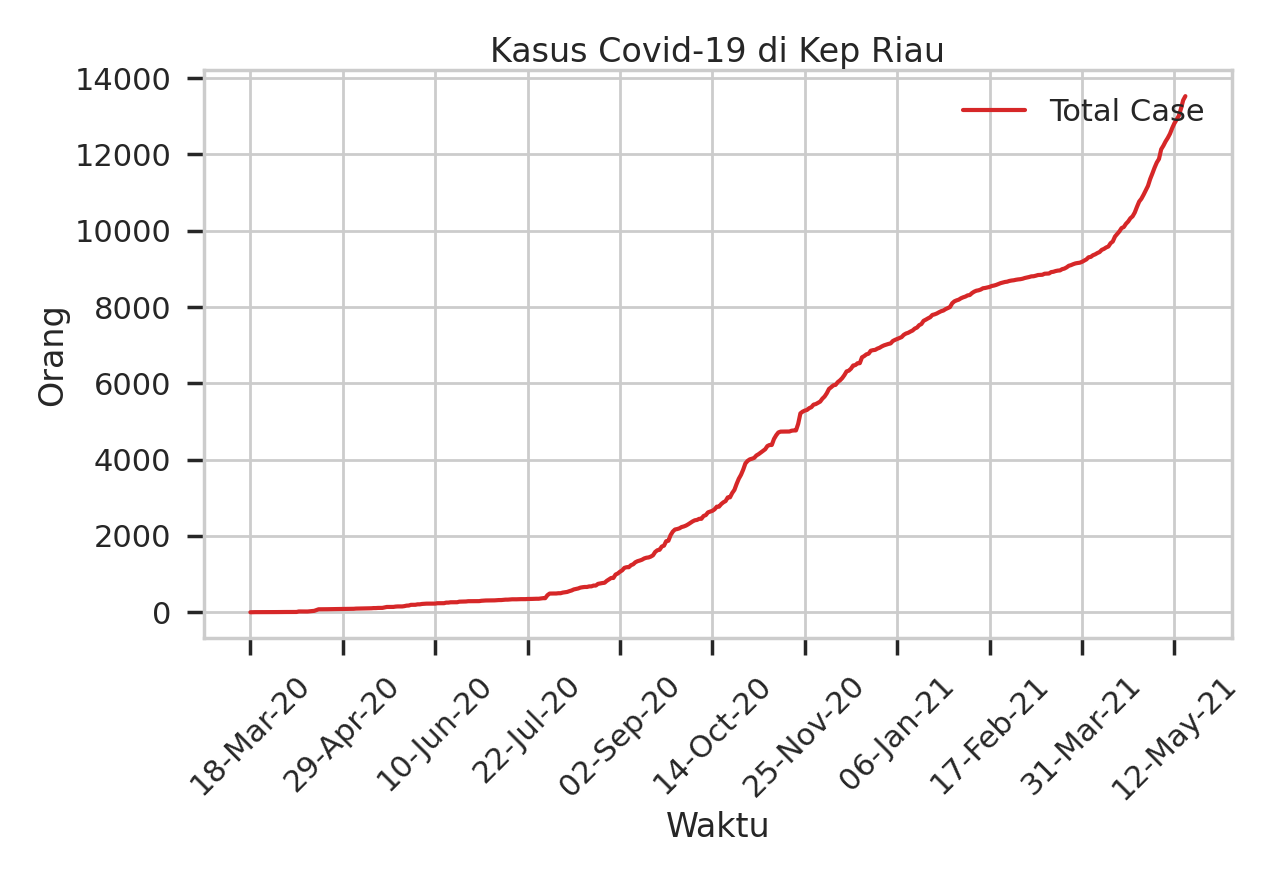 Kasus Covid-19 di Kep Riau
Total Case
14000
12000
10000
8000
6000
4000
2000
0
Orang
18-Mar-20
29-Apr-20
10-Jun-20
22-Jul-20
02-Sep-20
14-Oct-20
25-Nov-20
06-Jan-21
17-Feb-21
31-Mar-21
12-May-21
Waktu